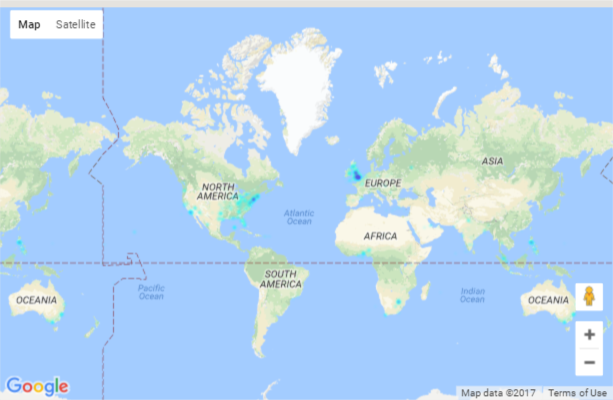 Map Satellite
ASIA
NORTH
AMERICA
EUROPE
Atlantic
Ocean
AFRICA
SOUTH
AMERICA
Pacific
Ocean
Indian
Ocean
OCEANIA
OCEANIA
Google
Map data ©2017 Terms of Use